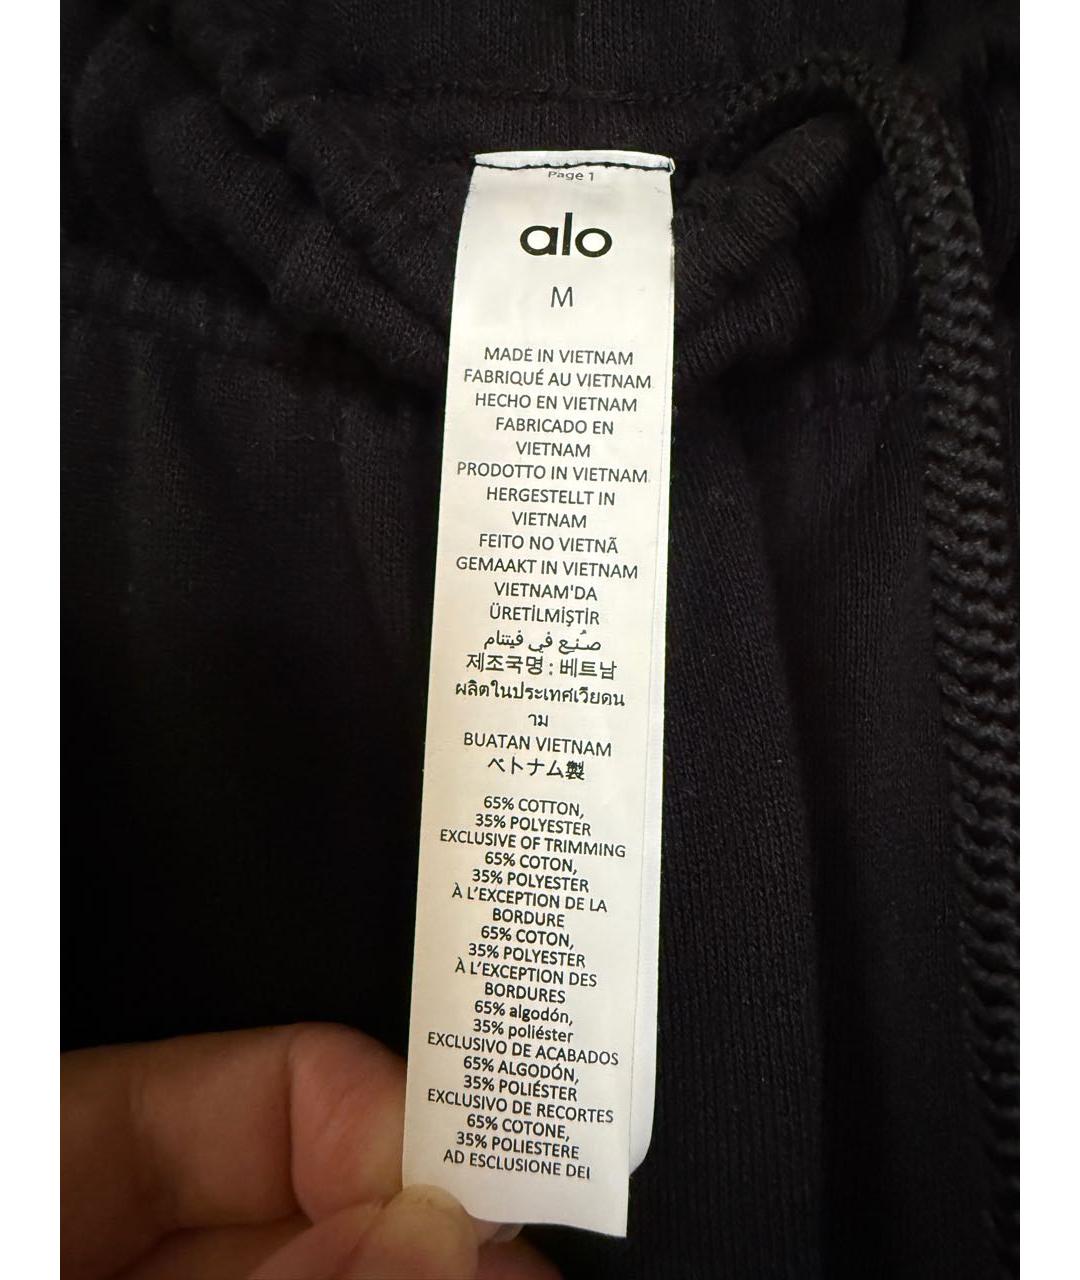 Page 1
alo
M
MADE IN VIETNAM
FABRIQUÉ AU VIETNAM
HECHO EN VIETNAM
FABRICADO EN
VIETNAM
PRODOTTO IN VIETNAM
HERGESTELLT IN
VIETNAM
FEITO NO VIETNÃ
GEMAAKT IN VIETNAM
VIETNAM'DA
ÜRETİLMİŞTİR
صُنع في فيتنام
제조국명 : 베트남
ผลิตในประเทศเวียดน
าม
BUATAN VIETNAM
ベトナム製
65% COTTON,
35% POLYESTER
EXCLUSIVE OF TRIMMING
65% COTON,
35% POLYESTER
À L'EXCEPTION DE LA
BORDURE
65% COTON,
35% POLYESTER
À L'EXCEPTION DES
BORDURES
65% algodón,
35% poliéster
EXCLUSIVO DE ACABADOS
65% ALGODÓN,
35% POLIÉSTER
EXCLUSIVO DE RECORTES
65% COTONE,
35% POLIESTERE
AD ESCLUSIONE DEI